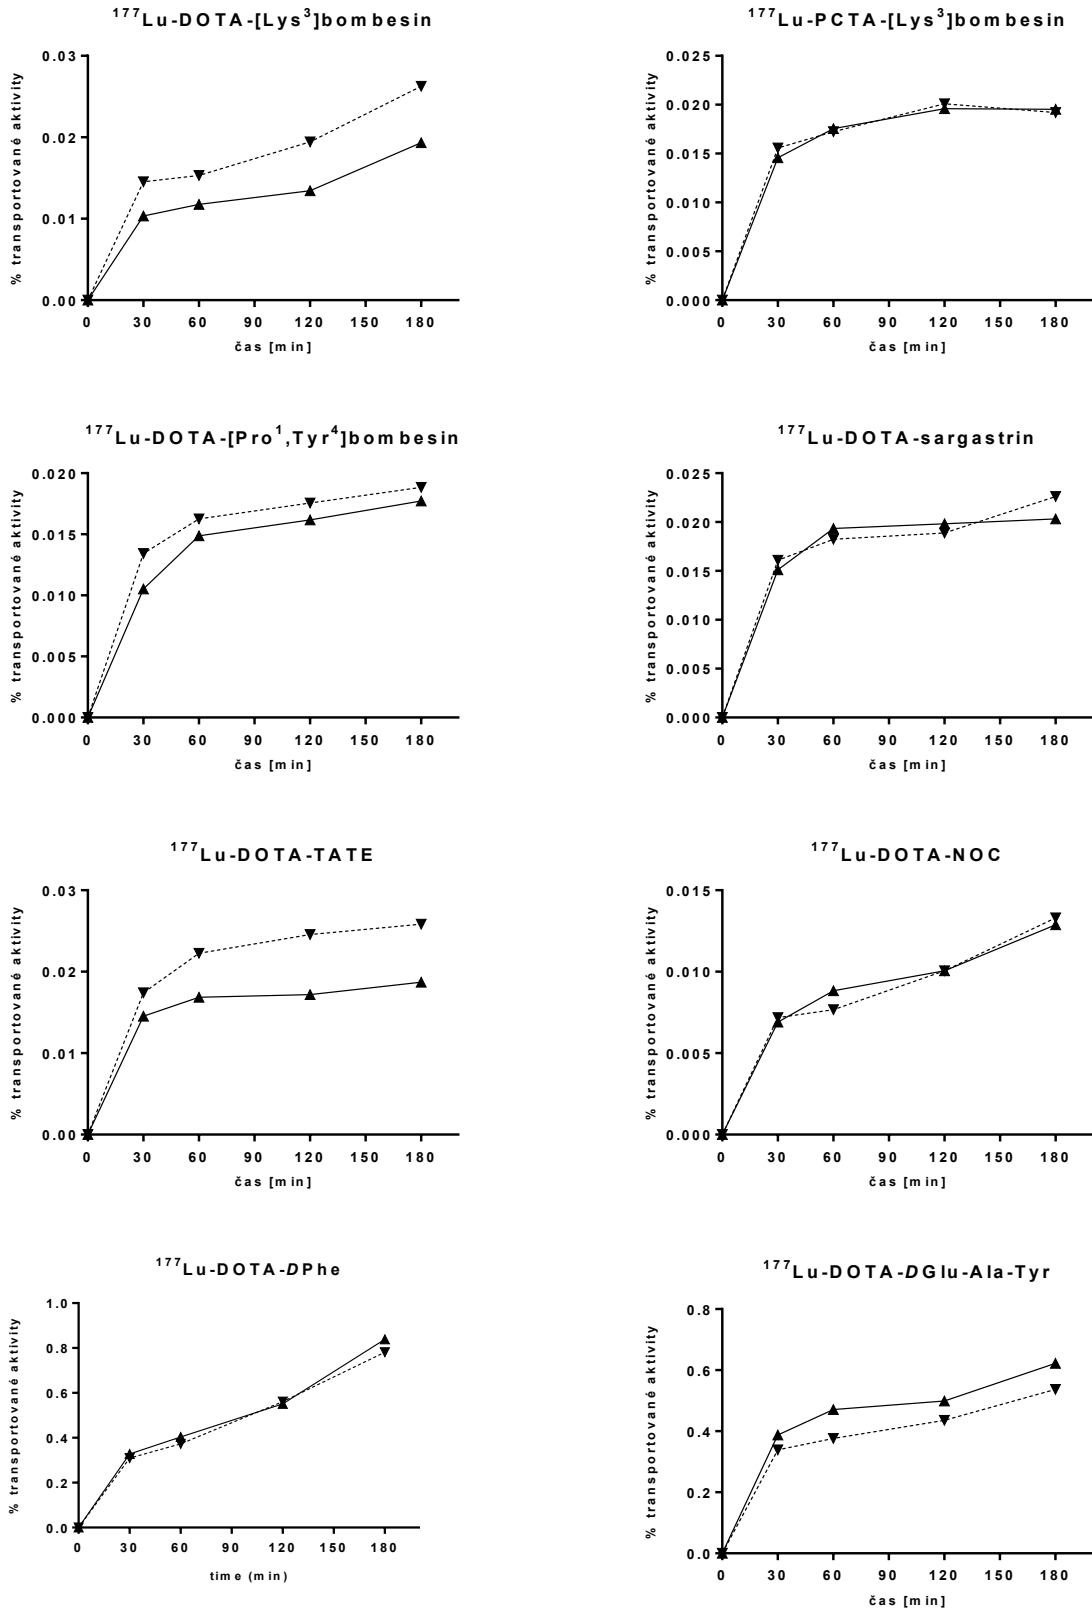 ¹⁷⁷Lu-DOTA-[Lys³]bombesin
% transportované aktivity
0.03
0.02
0.01
0.00
0 30 60 90 120 150 180
čas [min]
¹⁷⁷Lu-PCTA-[Lys³]bombesin
% transportované aktivity
0.025
0.020
0.015
0.010
0.005
0.000
0 30 60 90 120 150 180
čas [min]
¹⁷⁷Lu-DOTA-[Pro¹,Tyr⁴]bombesin
% transportované aktivity
0.020
0.015
0.010
0.005
0.000
0 30 60 90 120 150 180
čas [min]
¹⁷⁷Lu-DOTA-sargastrin
% transportované aktivity
0.025
0.020
0.015
0.010
0.005
0.000
0 30 60 90 120 150 180
čas [min]
¹⁷⁷Lu-DOTA-TATE
% transportované aktivity
0.03
0.02
0.01
0.00
0 30 60 90 120 150 180
čas [min]
¹⁷⁷Lu-DOTA-NOC
% transportované aktivity
0.015
0.010
0.005
0.000
0 30 60 90 120 150 180
čas [min]
¹⁷⁷Lu-DOTA-DPhe
% transportované aktivity
1.0
0.8
0.6
0.4
0.2
0.0
0 30 60 90 120 150 180
time (min)
¹⁷⁷Lu-DOTA-DGlu-Ala-Tyr
% transportované aktivity
0.8
0.6
0.4
0.2
0.0
0 30 60 90 120 150 180
čas [min]